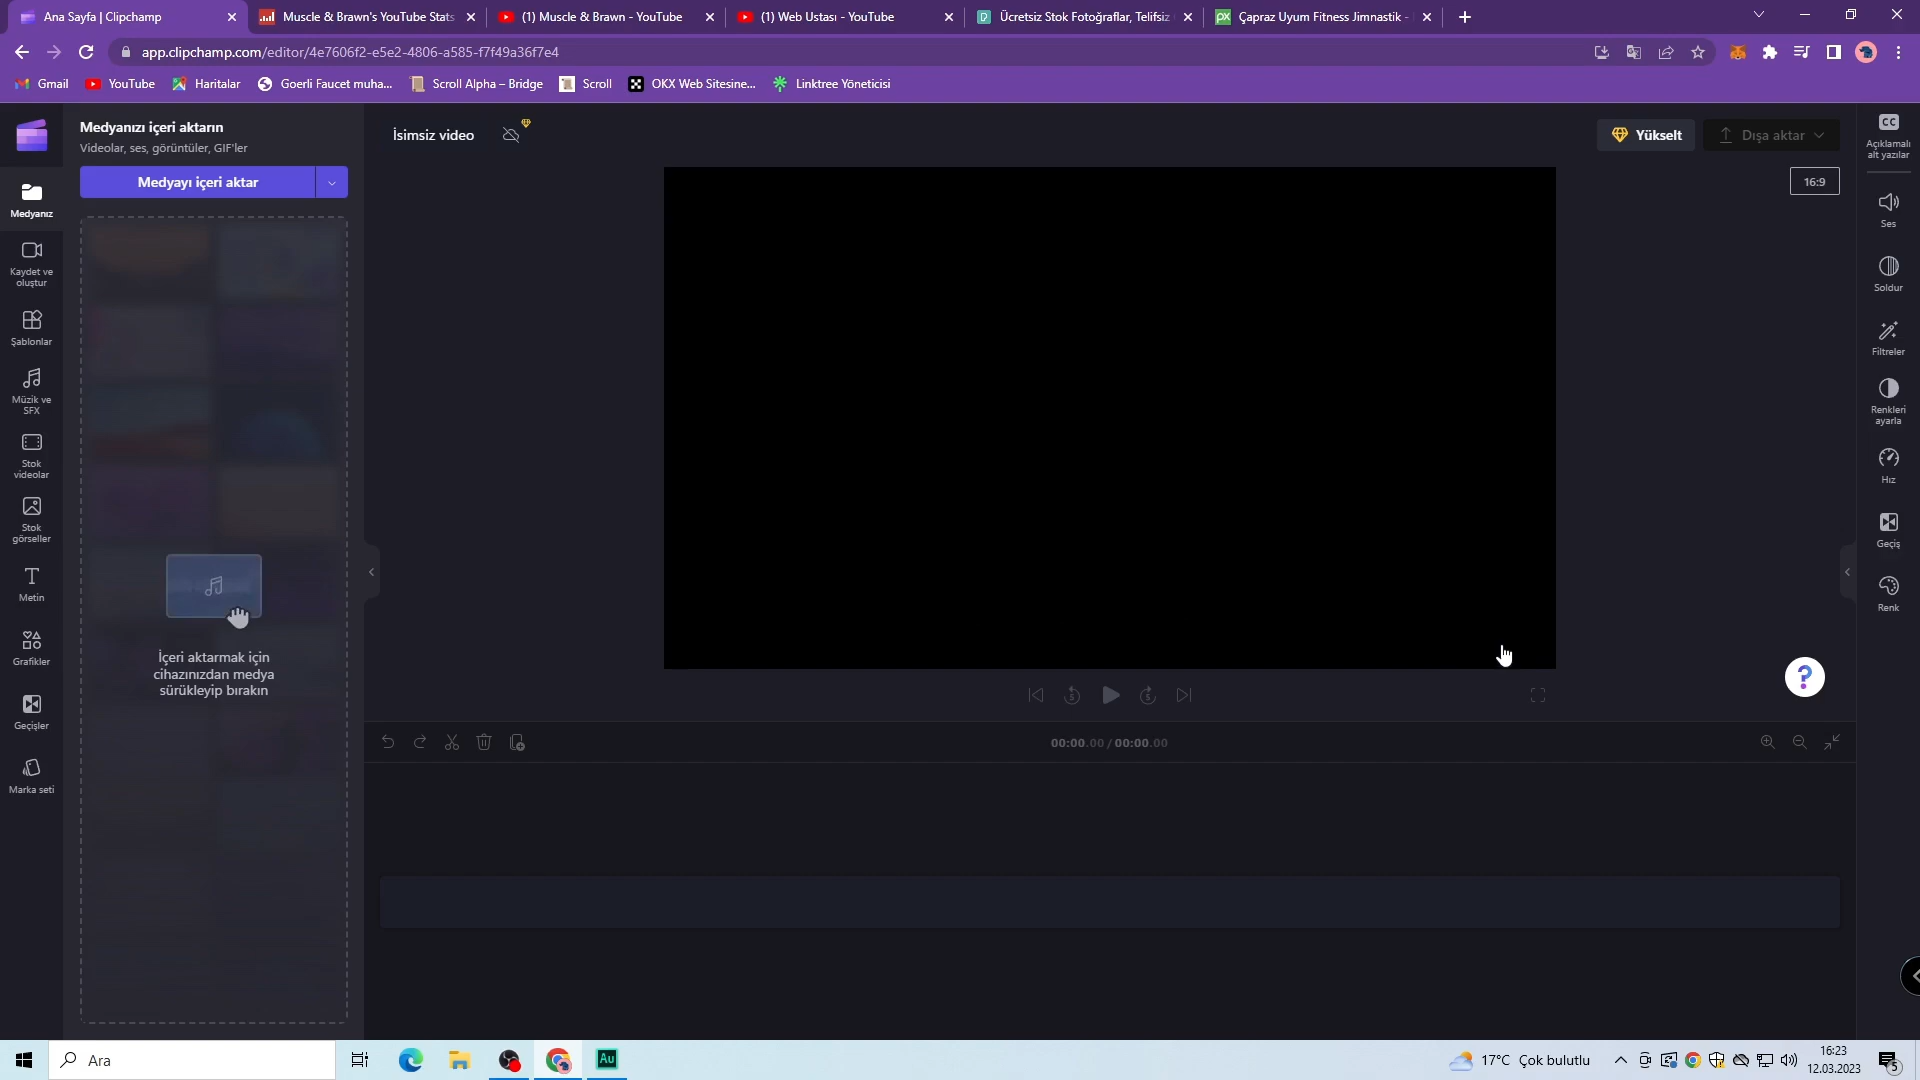 Ana Sayfa | Clipchamp
Muscle & Brawn's YouTube Stats
(1) Muscle & Brawn - YouTube
(1) Web Ustası - YouTube
Ücretsiz Stok Fotoğraflar, Telifsiz
Çapraz Uyum Fitness Jimnastik -
app.clipchamp.com/editor/4e7606f2-e5e2-4806-a585-f7f49a36f7e4
Gmail
YouTube
Haritalar
Goerli Faucet muha...
Scroll Alpha – Bridge
Scroll
OKX Web Sitesine...
Linktree Yöneticisi
Medyanızı içeri aktarın
Videolar, ses, görüntüler, GIF'ler
Medyayı içeri aktar
İsimsiz video
Yükselt
Dışa aktar
16:9
Medyanız
Kaydet ve
oluştur
Şablonlar
Müzik ve
SFX
Stok
videolar
Stok
görseller
Metin
Grafikler
Geçişler
Marka seti
İçeri aktarmak için
cihazınızdan medya
sürükleyip bırakın
5
5
?
00:00.00 / 00:00.00
CC
Açıklamalı
alt yazılar
Ses
Soldur
Filtreler
Renkleri
ayarla
Hız
Geçiş
Renk
Ara
Au
17°C Çok bulutlu
16:23
12.03.2023
5